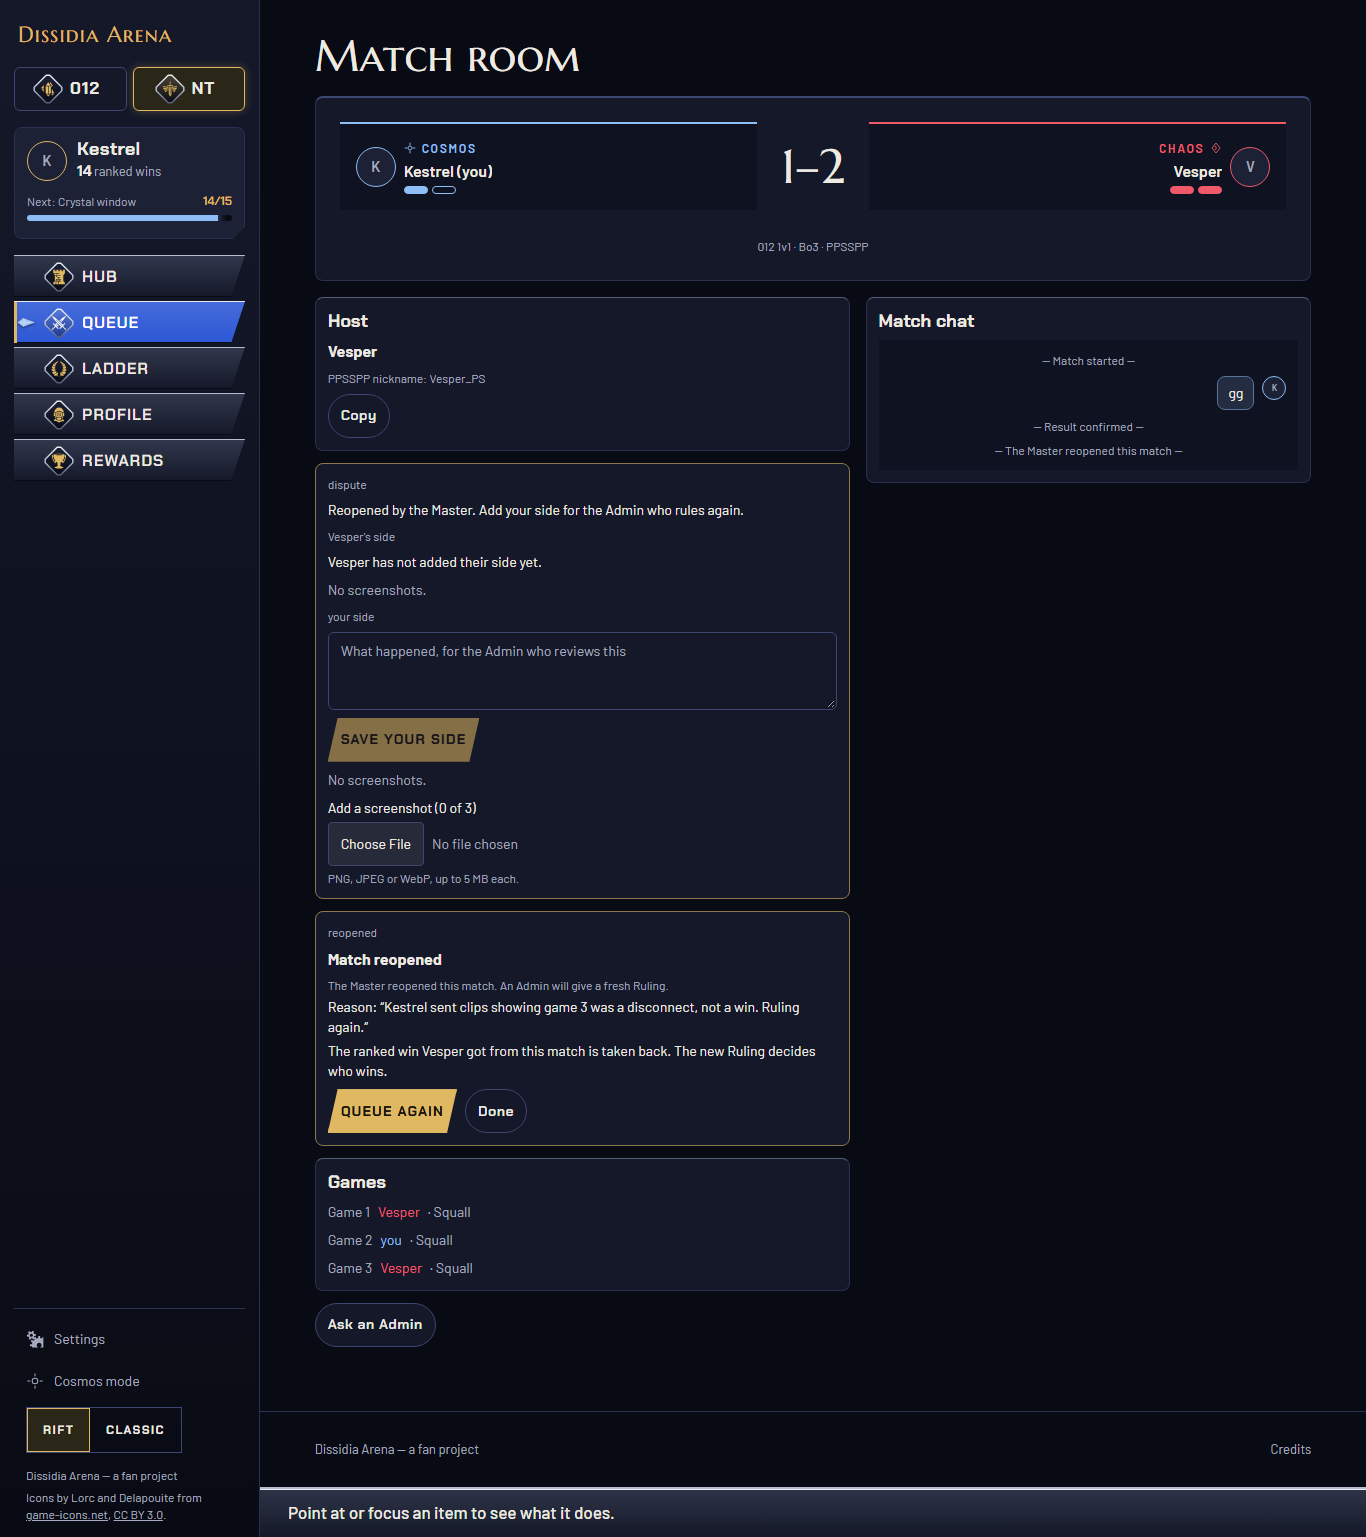 Dissidia Arena
012
NT
K
Kestrel
14 ranked wins
Next: Crystal window
14/15
HUB
QUEUE
LADDER
PROFILE
REWARDS
Settings
Cosmos mode
RIFT
CLASSIC
Dissidia Arena — a fan project
Icons by Lorc and Delapouite from
game-icons.net, CC BY 3.0.
Match room
K
COSMOS
Kestrel (you)
1–2
CHAOS
Vesper
V
012 1v1 · Bo3 · PPSSPP
Host
Vesper
PPSSPP nickname: Vesper_PS
Copy
dispute
Reopened by the Master. Add your side for the Admin who rules again.
Vesper's side
Vesper has not added their side yet.
No screenshots.
your side
What happened, for the Admin who reviews this
SAVE YOUR SIDE
No screenshots.
Add a screenshot (0 of 3)
Choose File
No file chosen
PNG, JPEG or WebP, up to 5 MB each.
reopened
Match reopened
The Master reopened this match. An Admin will give a fresh Ruling.
Reason: “Kestrel sent clips showing game 3 was a disconnect, not a win. Ruling
again.”
The ranked win Vesper got from this match is taken back. The new Ruling decides
who wins.
QUEUE AGAIN
Done
Games
Game 1 Vesper · Squall
Game 2 you · Squall
Game 3 Vesper · Squall
Ask an Admin
Match chat
— Match started —
gg
K
— Result confirmed —
— The Master reopened this match —
Dissidia Arena — a fan project
Credits
Point at or focus an item to see what it does.